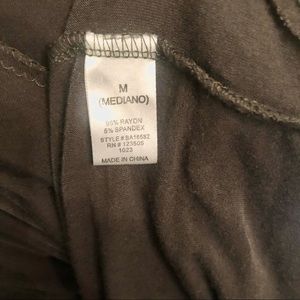 M
(MEDIANO)
95% RAYON
5% SPANDEX
STYLE # BA16582
RN # 123505
1023
MADE IN CHINA